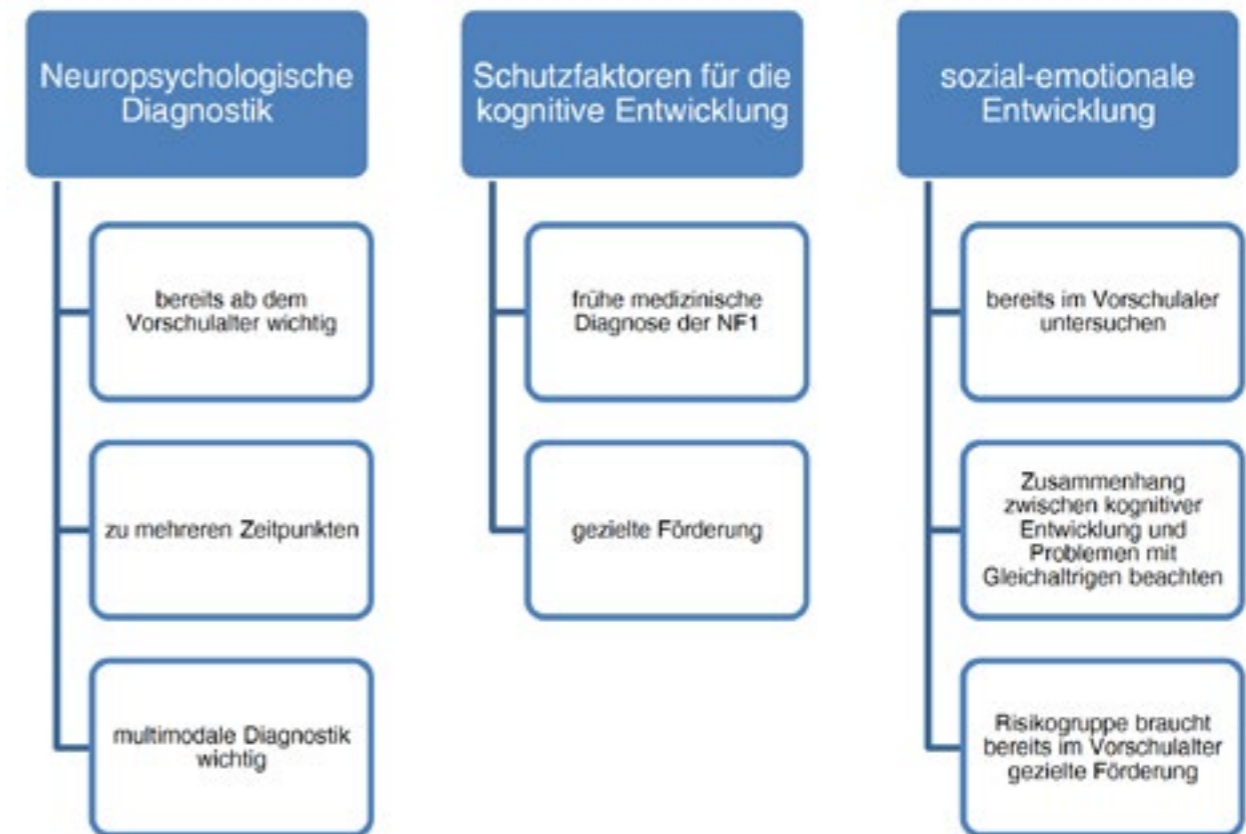 Neuropsychologische
Diagnostik
bereits ab dem
Vorschulalter wichtig
zu mehreren Zeitpunkten
multimodale Diagnostik
wichtig
Schutzfaktoren für die
kognitive Entwicklung
frühe medizinische
Diagnose der NF1
gezielte Förderung
sozial-emotionale
Entwicklung
bereits im Vorschulaler
untersuchen
Zusammenhang
zwischen kognitiver
Entwicklung und
Problemen mit
Gleichaltrigen beachten
Risikogruppe braucht
bereits im Vorschulalter
gezielte Förderung